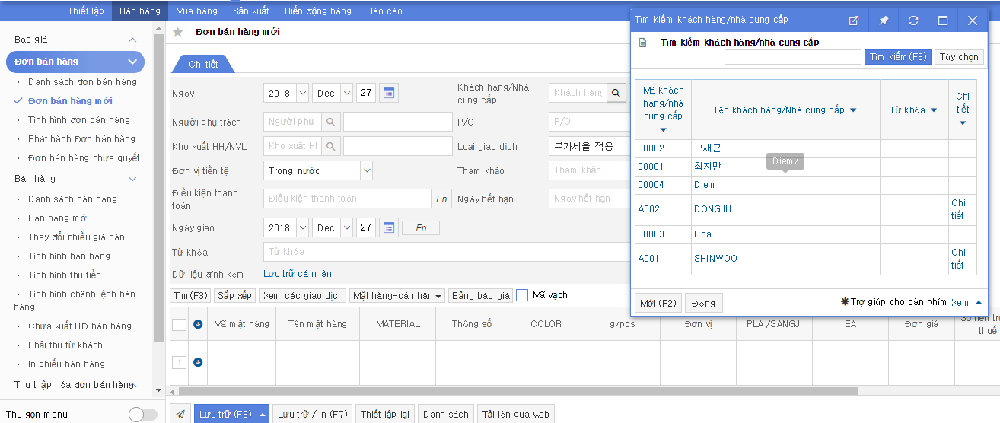 Thiết lập Bán hàng Mua hàng Sản xuất Biến động hàng Báo cáo
Báo giá
Đơn bán hàng
Danh sách đơn bán hàng
Đơn bán hàng mới
Tình hình đơn bán hàng
Phát hành Đơn bán hàng
Đơn bán hàng chưa quyết
Bán hàng
Danh sách bán hàng
Bán hàng mới
Thay đổi nhiều giá bán
Tình hình bán hàng
Tình hình thu tiền
Tình hình chênh lệch bán
hàng
Chưa xuất HĐ bán hàng
Phải thu từ khách
In phiếu bán hàng
Thu thập hóa đơn bán hàng
Thu gọn menu
Đơn bán hàng mới
Chi tiết
Ngày 2018 Dec 27
Khách hàng/Nhà
cung cấp
Khách hàng
Người phụ trách Người phụ P/O P/O
Kho xuất HH/NVL Kho xuất HI Loại giao dịch 부가세율 적용
Đơn vị tiền tệ Trong nước Tham khảo Tham khảo
Điều kiện thanh
toán
Điều kiện thanh toán Fn Ngày hết hạn Ngày hết hạn
Ngày giao 2018 Dec 27 Fn
Từ khóa Từ khóa
Dữ liệu đính kèm Lưu trữ cá nhân
Tìm (F3) Sắp xếp Xem các giao dịch Mặt hàng-cá nhân Bảng báo giá Mã vạch
Mã mặt hàng Tên mặt hàng MATERIAL Thông số COLOR g/pcs Đơn vị PLA /SANGJI EA Đơn giá
thuế
1
Lưu trữ (F8) Lưu trữ / In (F7) Thiết lập lại Danh sách Tải lên qua web
Tìm kiếm khách hàng/nhà cung cấp
Tìm kiếm khách hàng/nhà cung cấp
Tìm kiếm (F3) Tùy chọn
Mã khách
hàng/nhà
cung cấp
Tên khách hàng/Nhà cung cấp
Từ khóa
Chi
tiết
00002 오재근
00001 최지만
Diem/
00004 Diem
A002 DONGJU Chi
tiết
00003 Hoa
A001 SHINWOO Chi
tiết
Mới (F2) Đóng ✱Trợ giúp cho bàn phím Xem